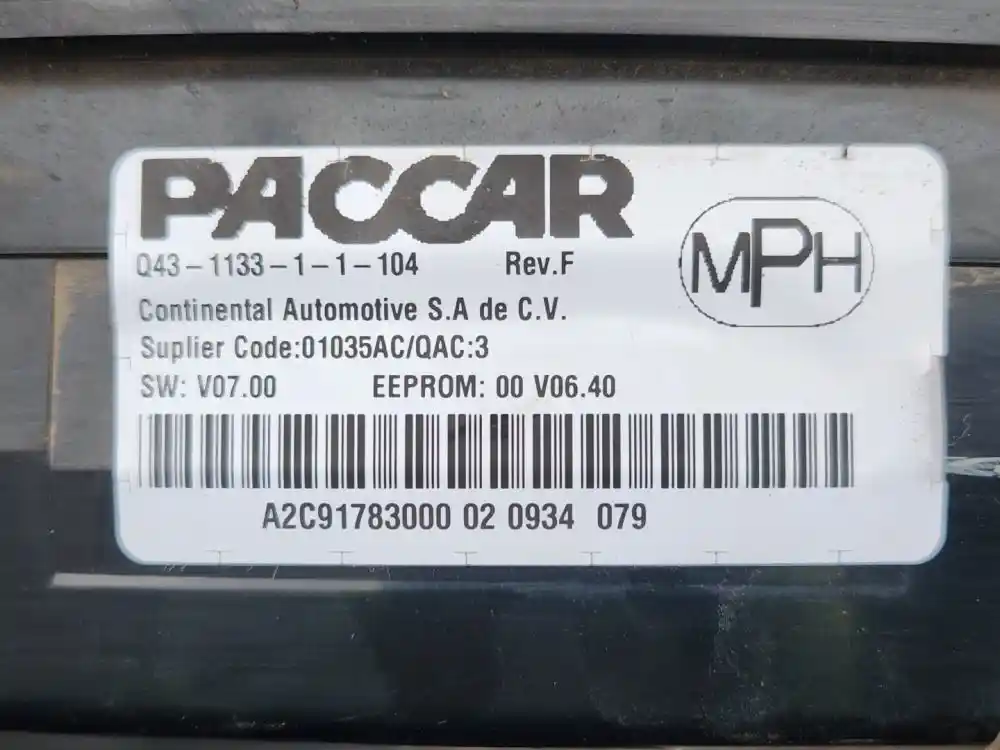 PACCAR
Q43-1133-1-1-104 Rev.F
MPH
Continental Automotive S.A de C.V.
Suplier Code:01035AC/QAC:3
SW: V07.00 EEPROM: 00 V06.40
A2C91783000 02 0934 079